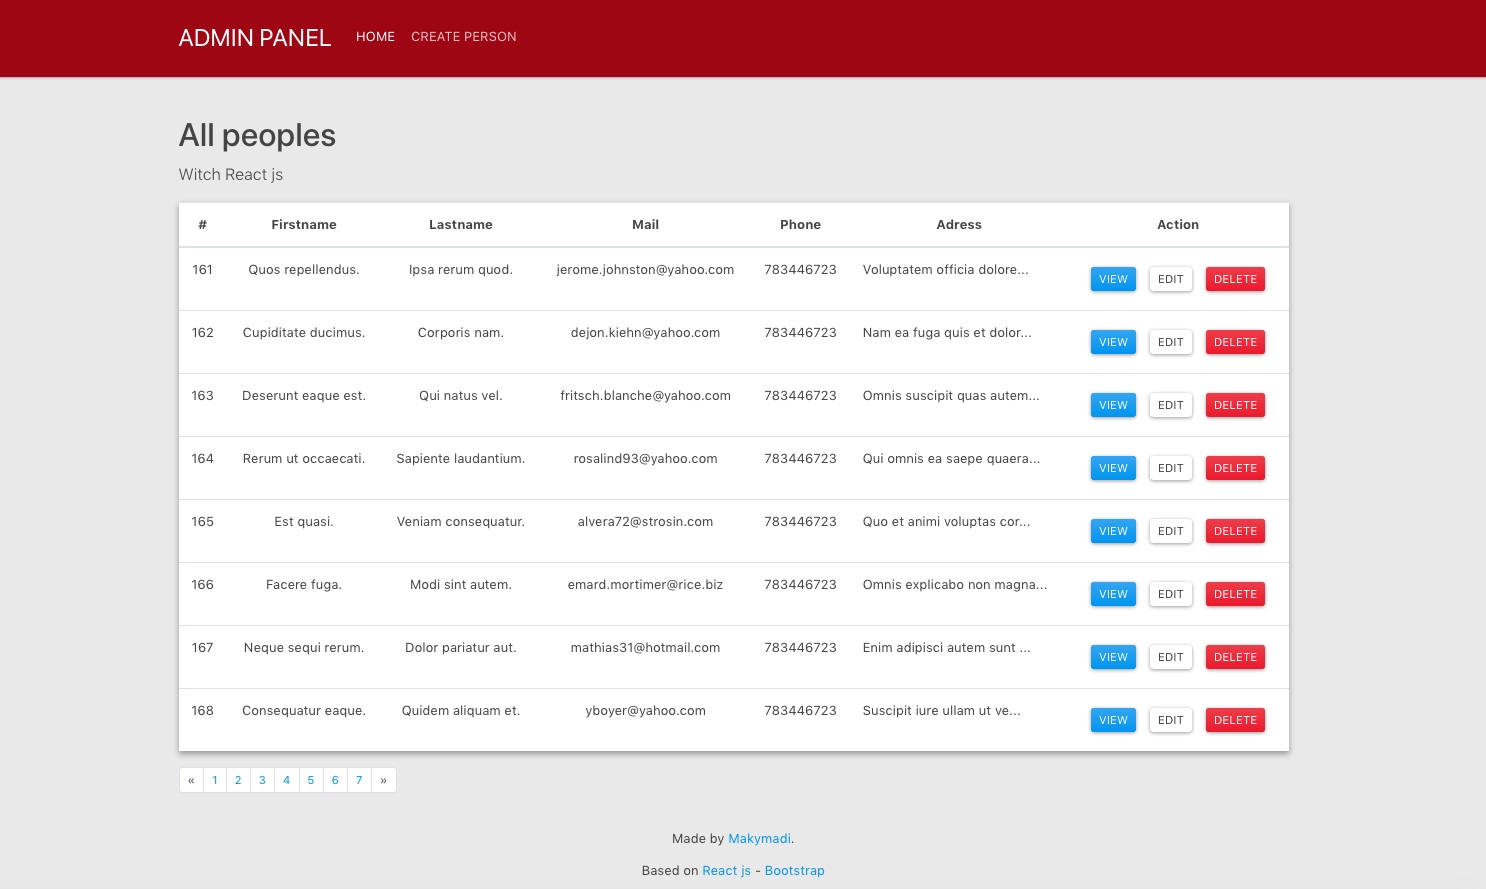 ADMIN PANEL HOME CREATE PERSON
All peoples
Witch React js
# Firstname Lastname Mail Phone Adress Action
161 Quos repellendus. Ipsa rerum quod. jerome.johnston@yahoo.com 783446723 Voluptatem officia dolore... VIEW EDIT DELETE
162 Cupiditate ducimus. Corporis nam. dejon.kiehn@yahoo.com 783446723 Nam ea fuga quis et dolor... VIEW EDIT DELETE
163 Deserunt eaque est. Qui natus vel. fritsch.blanche@yahoo.com 783446723 Omnis suscipit quas autem... VIEW EDIT DELETE
164 Rerum ut occaecati. Sapiente laudantium. rosalind93@yahoo.com 783446723 Qui omnis ea saepe quaera... VIEW EDIT DELETE
165 Est quasi. Veniam consequatur. alvera72@strosin.com 783446723 Quo et animi voluptas cor... VIEW EDIT DELETE
166 Facere fuga. Modi sint autem. emard.mortimer@rice.biz 783446723 Omnis explicabo non magna... VIEW EDIT DELETE
167 Neque sequi rerum. Dolor pariatur aut. mathias31@hotmail.com 783446723 Enim adipisci autem sunt ... VIEW EDIT DELETE
168 Consequatur eaque. Quidem aliquam et. yboyer@yahoo.com 783446723 Suscipit iure ullam ut ve... VIEW EDIT DELETE
« 1 2 3 4 5 6 7 »
Made by Makymadi.
Based on React js - Bootstrap